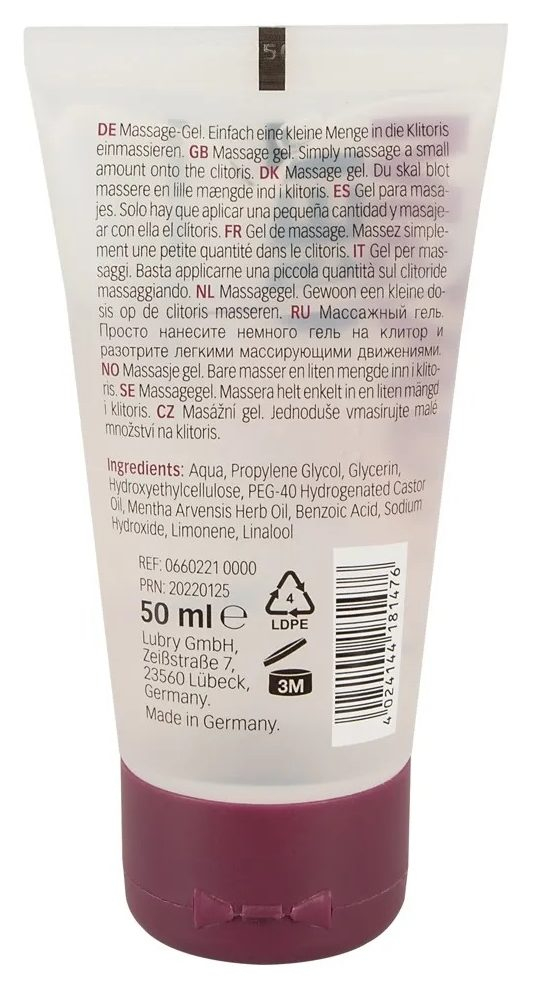 DE Massage-Gel. Einfach eine kleine Menge in die Klitoris
einmassieren. GB Massage gel. Simply massage a small
amount onto the clitoris. DK Massage gel. Du skal blot
massere en lille mængde ind i klitoris. ES Gel para masa-
jes. Solo hay que aplicar una pequeña cantidad y masaje-
ar con ella el clítoris. FR Gel de massage. Massez simple-
ment une petite quantité dans le clitoris. IT Gel per mas-
saggi. Basta applicarne una piccola quantità sul clitoride
massaggiando. NL Massagegel. Gewoon een kleine do-
sis op de clitoris masseren. RU Массажный гель.
Просто нанесите немного гель на клитор и
разотрите легкими массирующими движениями.
NO Massasje gel. Bare masser en liten mengde inn i klito-
ris. SE Massagegel. Massera helt enkelt in en liten mängd
i klitoris. CZ Masážní gel. Jednoduše vmasírujte malé
množství na klitoris.
Ingredients: Aqua, Propylene Glycol, Glycerin,
Hydroxyethylcellulose, PEG-40 Hydrogenated Castor
Oil, Mentha Arvensis Herb Oil, Benzoic Acid, Sodium
Hydroxide, Limonene, Linalool
REF: 0660221 0000
PRN: 20220125
50 ml e
Lubry GmbH,
Zeißstraße 7,
23560 Lübeck,
Germany.
Made in Germany.
4
LDPE
3M
4 024144 181476